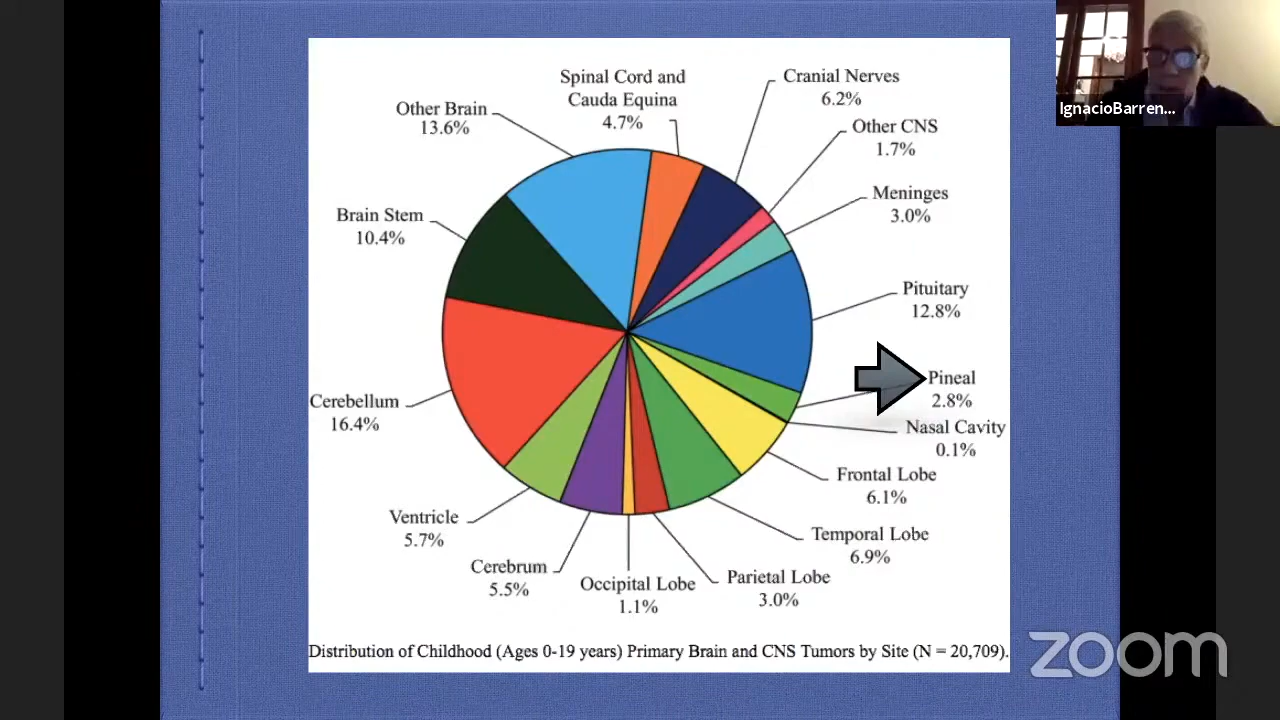 IgnacioBarren...
Spinal Cord and
Cauda Equina
4.7%
Cranial Nerves
6.2%
Other CNS
1.7%
Meninges
3.0%
Pituitary
12.8%
Pineal
2.8%
Nasal Cavity
0.1%
Frontal Lobe
6.1%
Temporal Lobe
6.9%
Parietal Lobe
3.0%
Occipital Lobe
1.1%
Cerebrum
5.5%
Ventricle
5.7%
Cerebellum
16.4%
Brain Stem
10.4%
Other Brain
13.6%
Distribution of Childhood (Ages 0-19 years) Primary Brain and CNS Tumors by Site (N = 20,709).
zoom